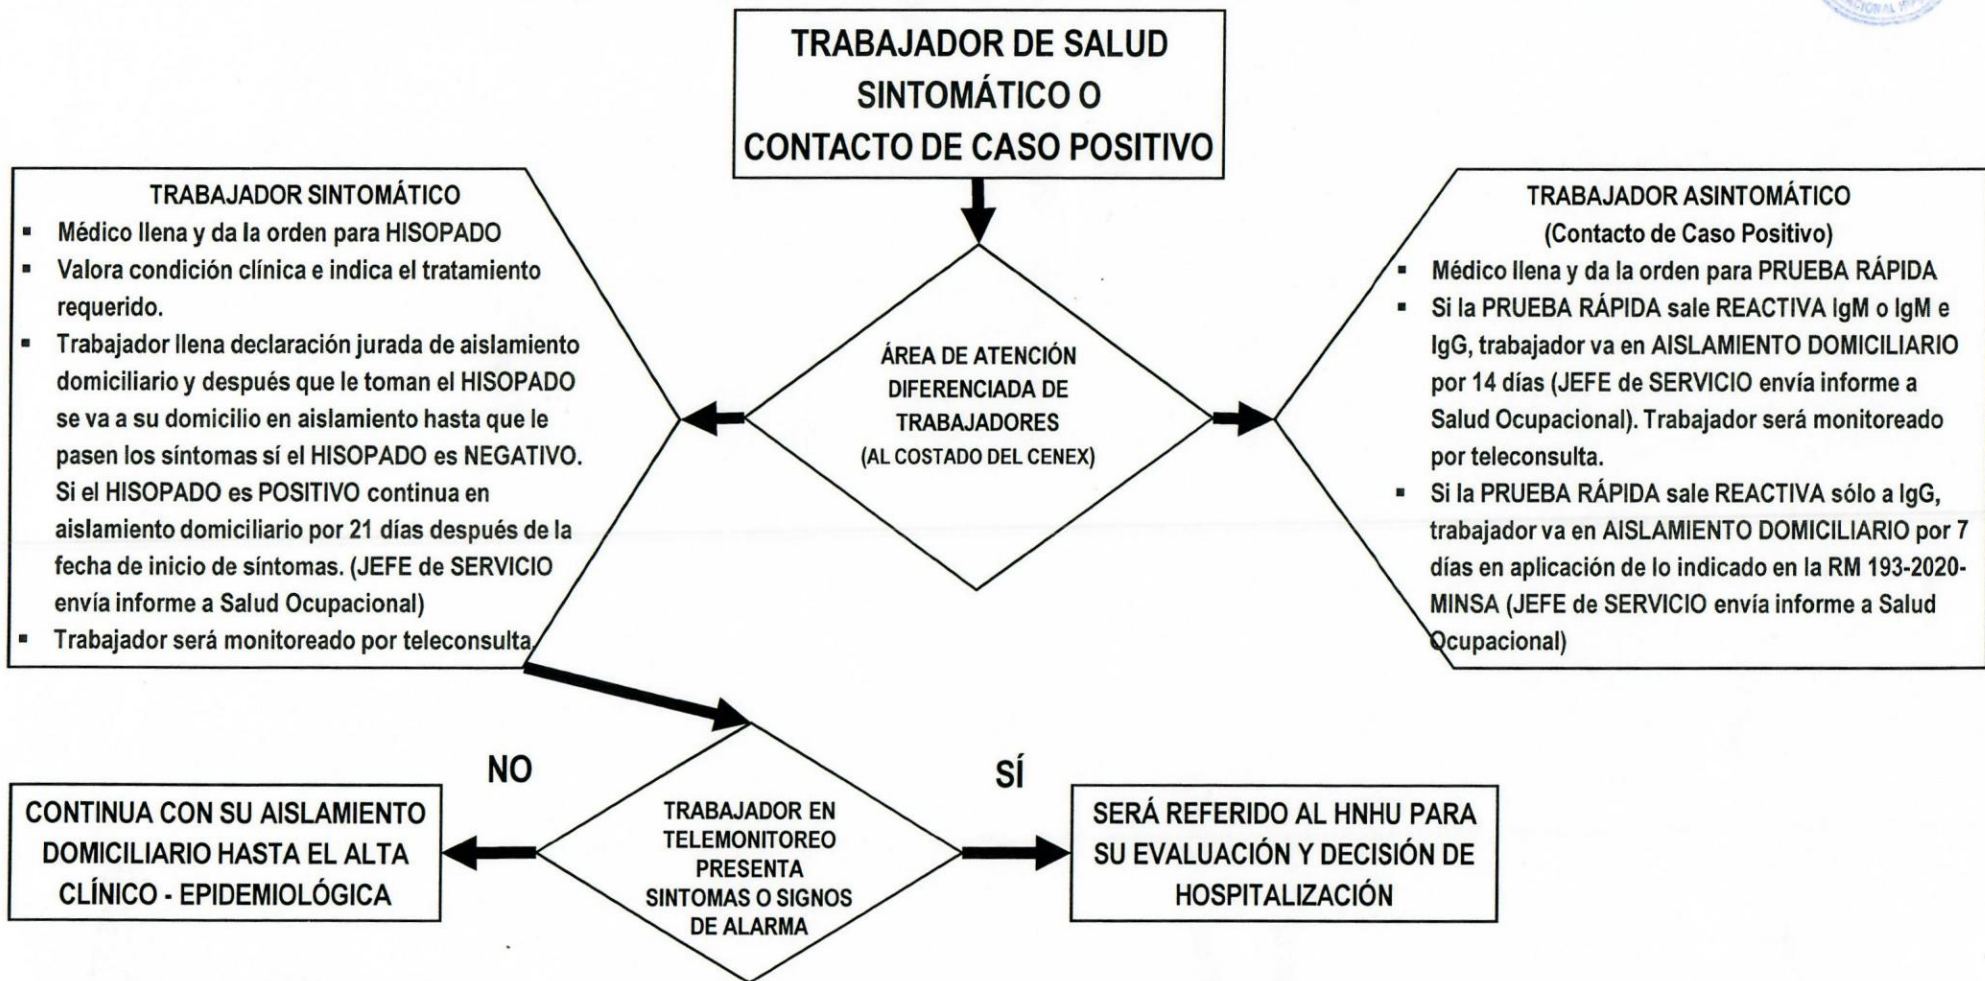 TRABAJADOR DE SALUD
SINTOMÁTICO O
CONTACTO DE CASO POSITIVO
TRABAJADOR SINTOMÁTICO
▪ Médico llena y da la orden para HISOPADO
▪ Valora condición clínica e indica el tratamiento
requerido.
▪ Trabajador llena declaración jurada de aislamiento
domiciliario y después que le toman el HISOPADO
se va a su domicilio en aislamiento hasta que le
pasen los síntomas sí el HISOPADO es NEGATIVO.
Si el HISOPADO es POSITIVO continua en
aislamiento domiciliario por 21 días después de la
fecha de inicio de síntomas. (JEFE de SERVICIO
envía informe a Salud Ocupacional)
▪ Trabajador será monitoreado por teleconsulta.
ÁREA DE ATENCIÓN
DIFERENCIADA DE
TRABAJADORES
(AL COSTADO DEL CENEX)
TRABAJADOR ASINTOMÁTICO
(Contacto de Caso Positivo)
▪ Médico llena y da la orden para PRUEBA RÁPIDA
▪ Si la PRUEBA RÁPIDA sale REACTIVA IgM o IgM e
IgG, trabajador va en AISLAMIENTO DOMICILIARIO
por 14 días (JEFE de SERVICIO envía informe a
Salud Ocupacional). Trabajador será monitoreado
por teleconsulta.
▪ Si la PRUEBA RÁPIDA sale REACTIVA sólo a IgG,
trabajador va en AISLAMIENTO DOMICILIARIO por 7
días en aplicación de lo indicado en la RM 193-2020-
MINSA (JEFE de SERVICIO envía informe a Salud
Ocupacional)
NO
SÍ
CONTINUA CON SU AISLAMIENTO
DOMICILIARIO HASTA EL ALTA
CLÍNICO - EPIDEMIOLÓGICA
TRABAJADOR EN
TELEMONITOREO
PRESENTA
SINTOMAS O SIGNOS
DE ALARMA
SERÁ REFERIDO AL HNHU PARA
SU EVALUACIÓN Y DECISIÓN DE
HOSPITALIZACIÓN